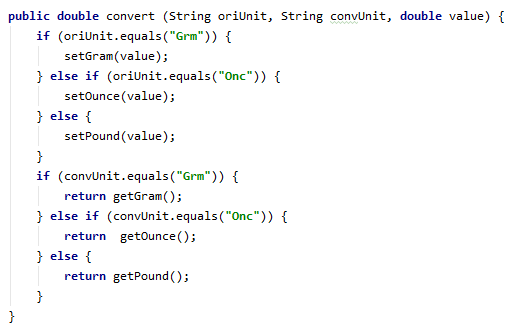 public double convert (String oriUnit, String convUnit, double value) {
    if (oriUnit.equals("Grm")) {
        setGram(value);
    } else if (oriUnit.equals("Onc")) {
        setOunce(value);
    } else {
        setPound(value);
    }
    if (convUnit.equals("Grm")) {
        return getGram();
    } else if (convUnit.equals("Onc")) {
        return  getOunce();
    } else {
        return getPound();
    }
}